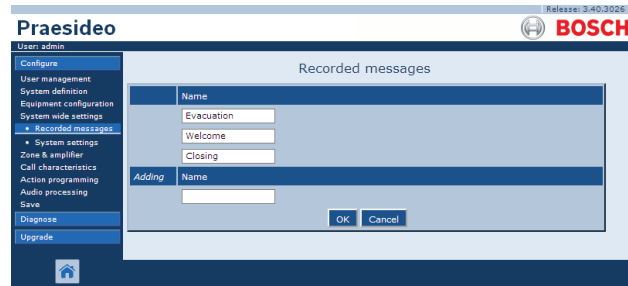 Release: 3.40.3026
Praesideo
BOSCH
User: admin
Configure
User management
System definition
Equipment configuration
System wide settings
• Recorded messages
• System settings
Zone & amplifier
Call characteristics
Action programming
Audio processing
Save
Diagnose
Upgrade
Recorded messages
Name
Evacuation
Welcome
Closing
Adding Name
OK Cancel